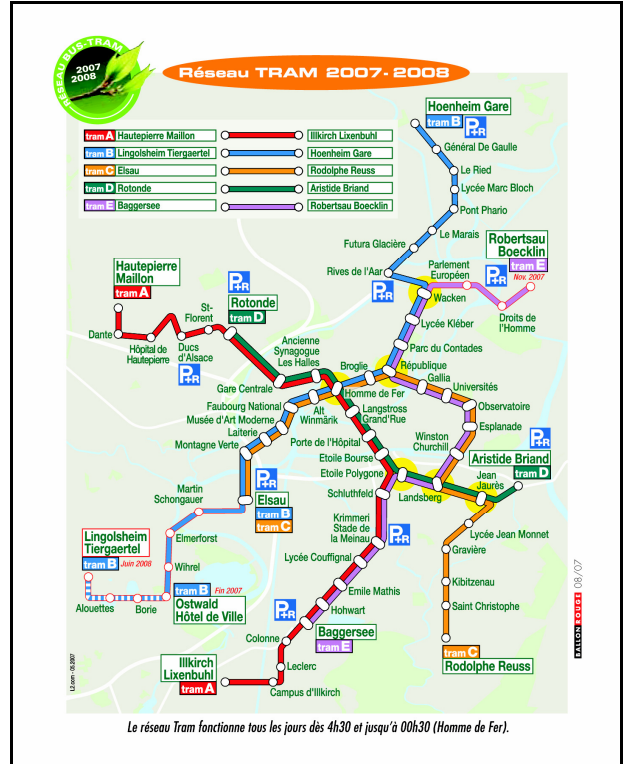 RÉSEAU BUS-TRAM
2007
2008
Réseau TRAM 2007-2008
tram A Hautepierre Maillon Illkirch Lixenbuhl
tram B Lingolsheim Tiergaertel Hoenheim Gare
tram C Elsau Rodolphe Reuss
tram D Rotonde Aristide Briand
tram E Baggersee Robertsau Boecklin
Hoenheim Gare
tram B
P+R
Général De Gaulle
Le Ried
Lycée Marc Bloch
Pont Phario
Le Marais
Futura Glacière
Rives de l'Aar
P+R
Parlement
Européen
P+R
Robertsau
Boecklin
tram E
Nov. 2007
Droits de
l'Homme
Wacken
Lycée Kléber
Parc du Contades
République
Hautepierre
Maillon
tram A
Dante
Hôpital de
Hautepierre
Ducs
d'Alsace
P+R
St-
Florent
P+R
Rotonde
tram D
Ancienne
Synagogue
Les Halles
Gare Centrale
Broglie
Homme de Fer
Gallia
Universités
Observatoire
Esplanade
Winston
Churchill
Landsberg
Jean
Jaurès
P+R
Aristide Briand
tram D
Faubourg National
Musée d'Art Moderne
Laiterie
Montagne Verte
Alt
Winmärik
Langstross
Grand'Rue
Porte de l'Hôpital
Etoile Bourse
Etoile Polygone
Schluthfeld
Krimmeri
Stade de
la Meinau
P+R
Lycée Couffignal
Emile Mathis
Hohwart
P+R
Baggersee
tram E
Colonne
Leclerc
Campus d'Illkirch
Illkirch
Lixenbuhl
tram A
P+R
Elsau
tram B
tram C
Martin
Schongauer
Elmerforst
Wihrel
Lingolsheim
Tiergaertel
tram B Juin 2008
Alouettes
Borie
tram B Fin 2007
Ostwald
Hôtel de Ville
Lycée Jean Monnet
Gravière
Kibitzenau
Saint Christophe
tram C
Rodolphe Reuss
BALLON ROUGE 08/07
Le réseau Tram fonctionne tous les jours dès 4h30 et jusqu'à 00h30 (Homme de Fer).